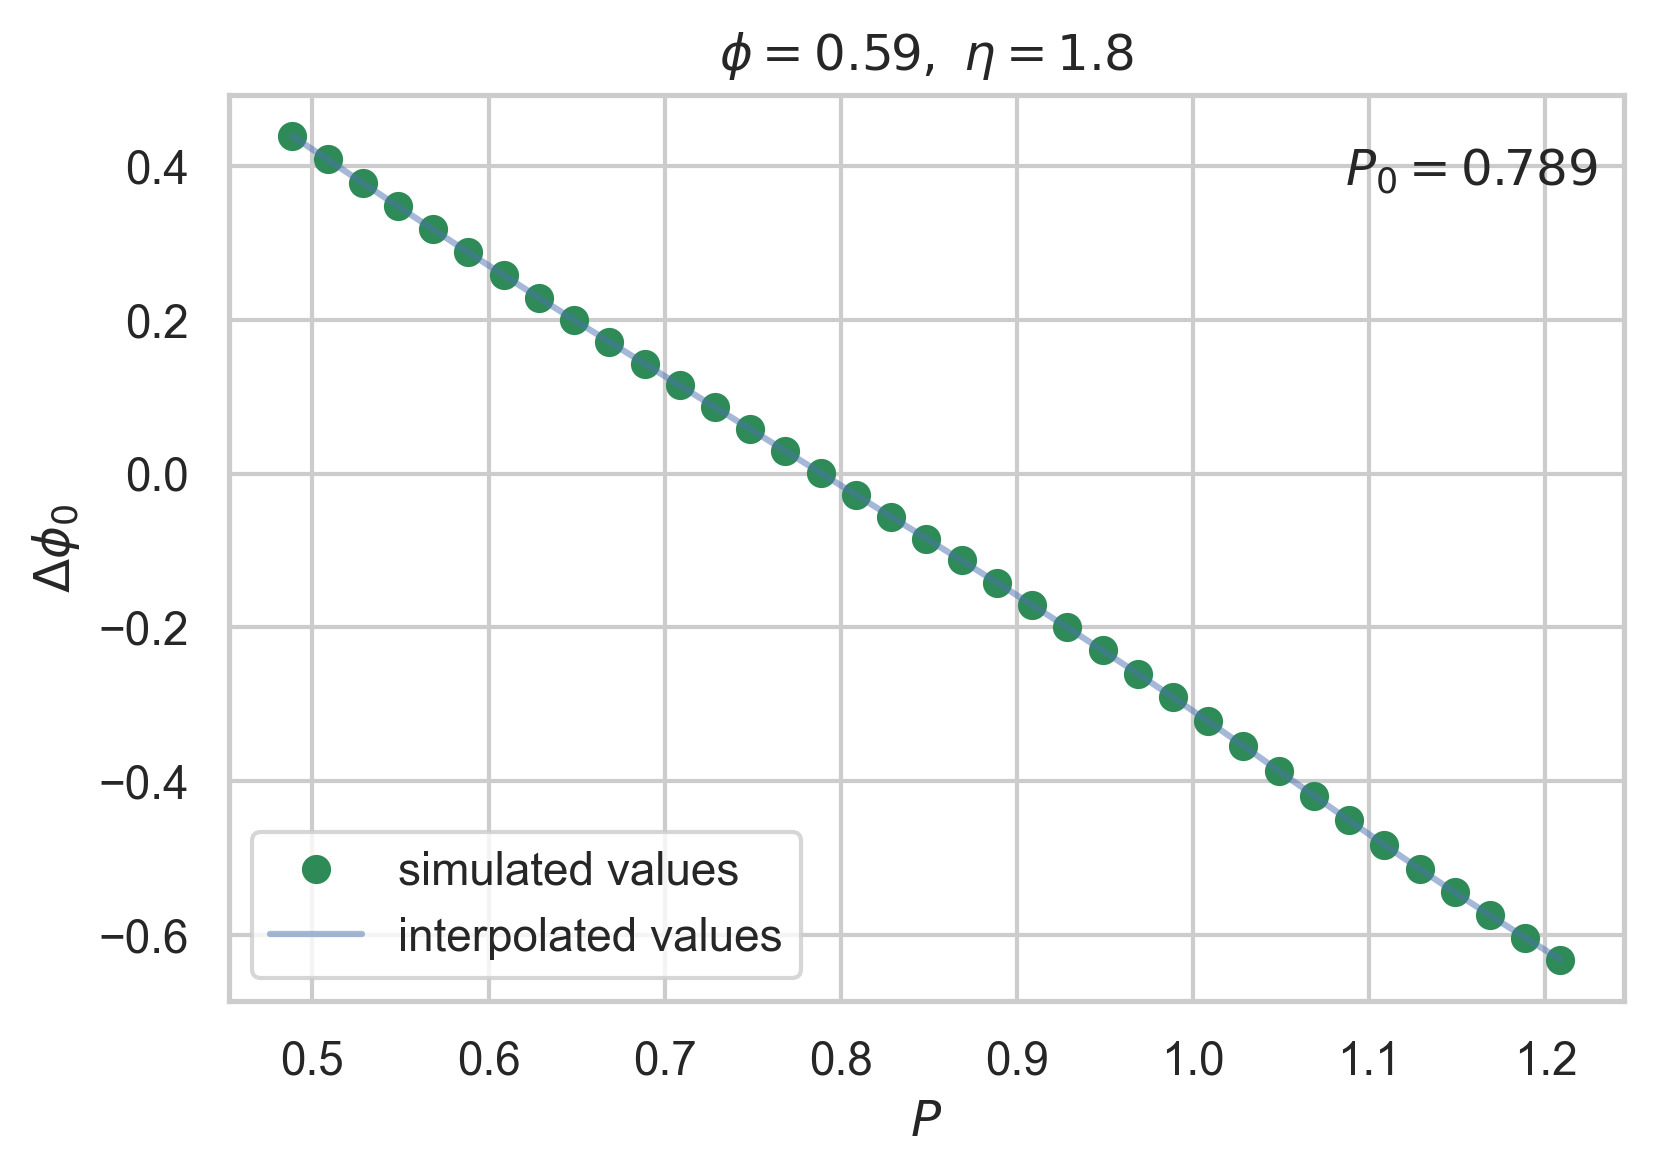 ϕ = 0.59, η = 1.8
P₀ = 0.789
0.4
0.2
0.0
−0.2
−0.4
−0.6
Δϕ₀
simulated values
interpolated values
0.5 0.6 0.7 0.8 0.9 1.0 1.1 1.2
P